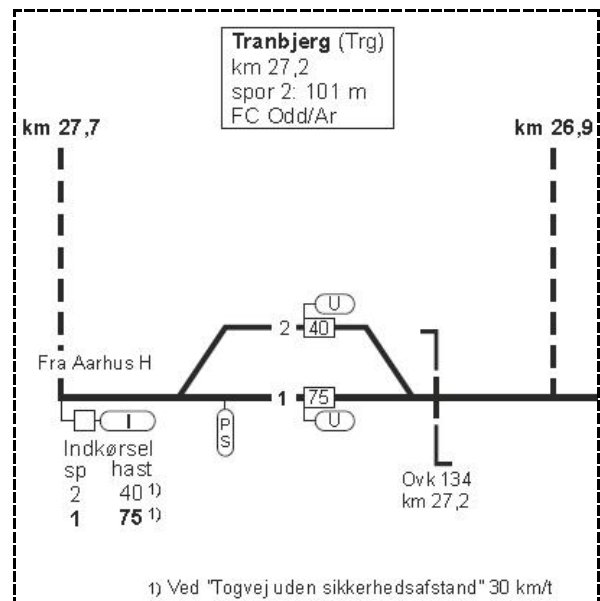 Tranbjerg (Trg)
km 27,2
spor 2: 101 m
FC Odd/Ar
km 27,7
km 26,9
U
2 40
Fra Aarhus H
1 75
I
P
S
U
Indkørsel
sp hast
2 40 1)
1 75 1)
Ovk 134
km 27,2
1) Ved "Togvej uden sikkerhedsafstand" 30 km/t